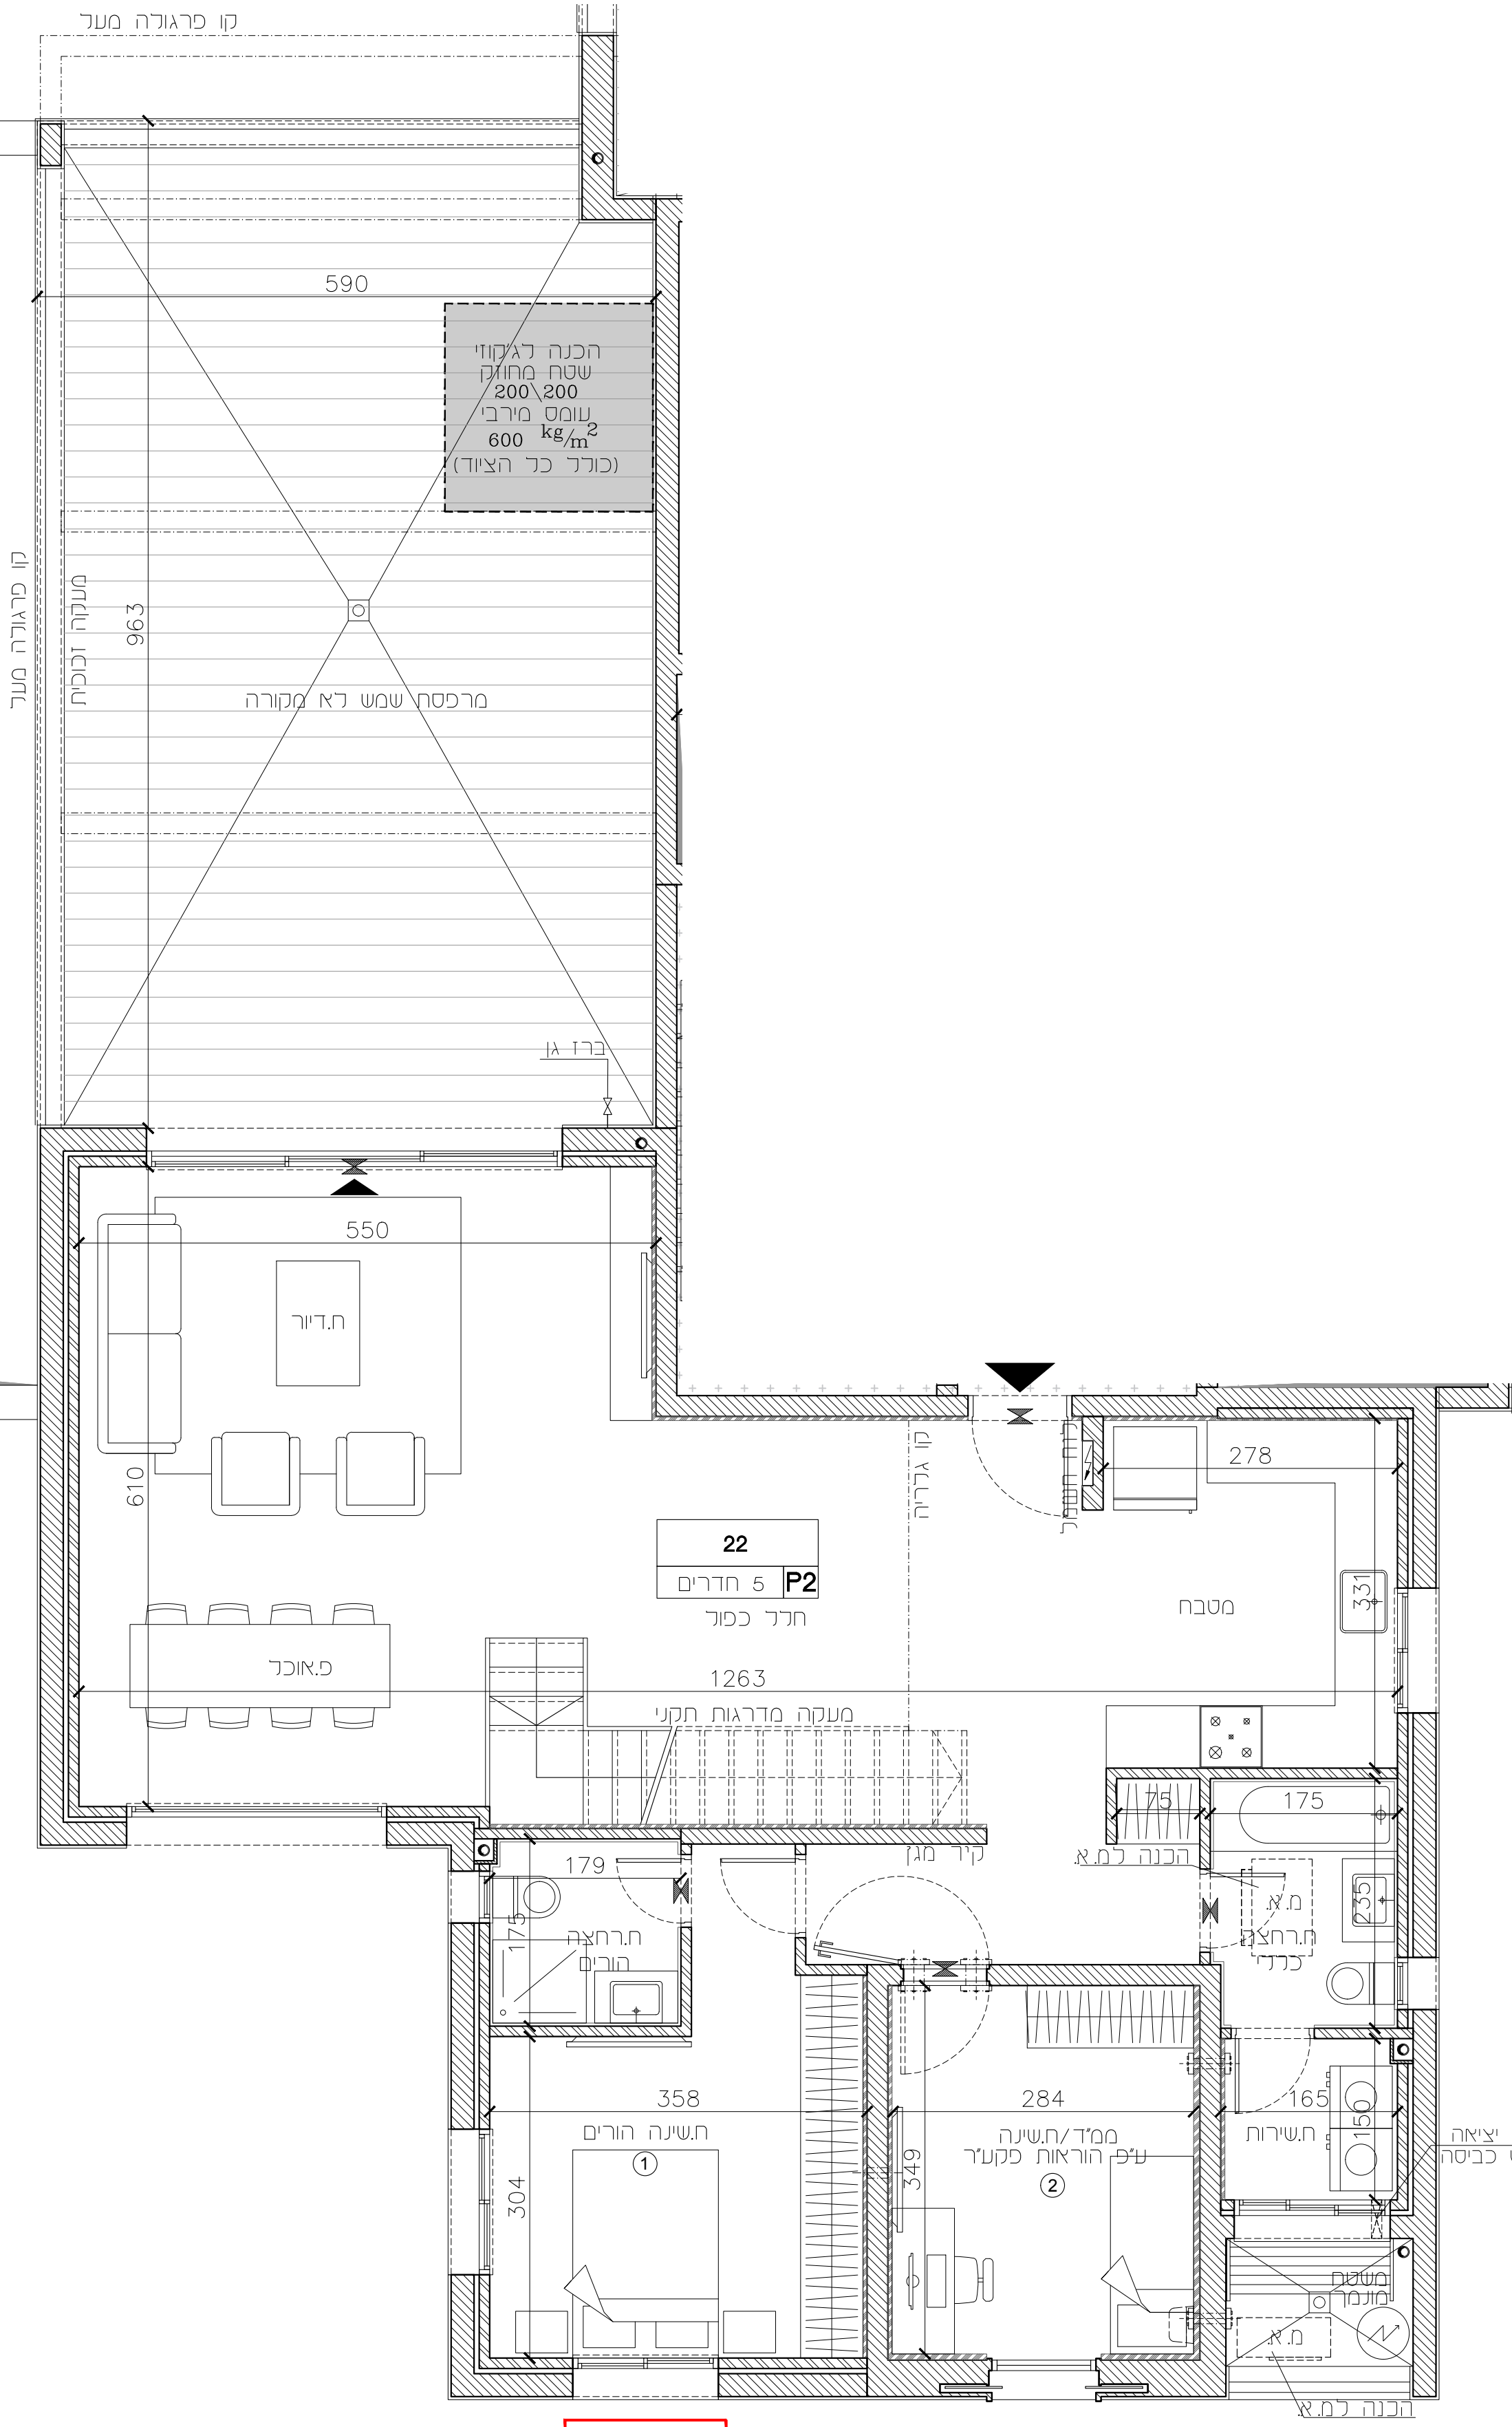 קו פרגולה מעל
590
הכנה לג'קוזי
שטח מחוזק
200\200
עומס מירבי
600 kg/m²
(כולל כל הציוד)
קו פרגולה מעל
מעקה זכוכית
963
מרפסת שמש לא מקורה
ברז גן
550
ח.דיור
610
קו גלריה
לוח חשמל
278
22
5 חדרים P2
חלל כפול
מטבח
331
פ.אוכל
1263
מעקה מדרגות תקני
75
175
קיר מגן
הכנה למ.א.
179
175
ח.רחצה
הורים
מ.א.
ח.רחצה
כללי
235
358
ח.שינה הורים
1
304
284
ממ"ד/ח.שינה
ע"פ הוראות פקע"ר
2
349
165
150
ח.שירות
יציאה
כביסה
משטח
מונמך
מ.א.
הכנה למ.א.